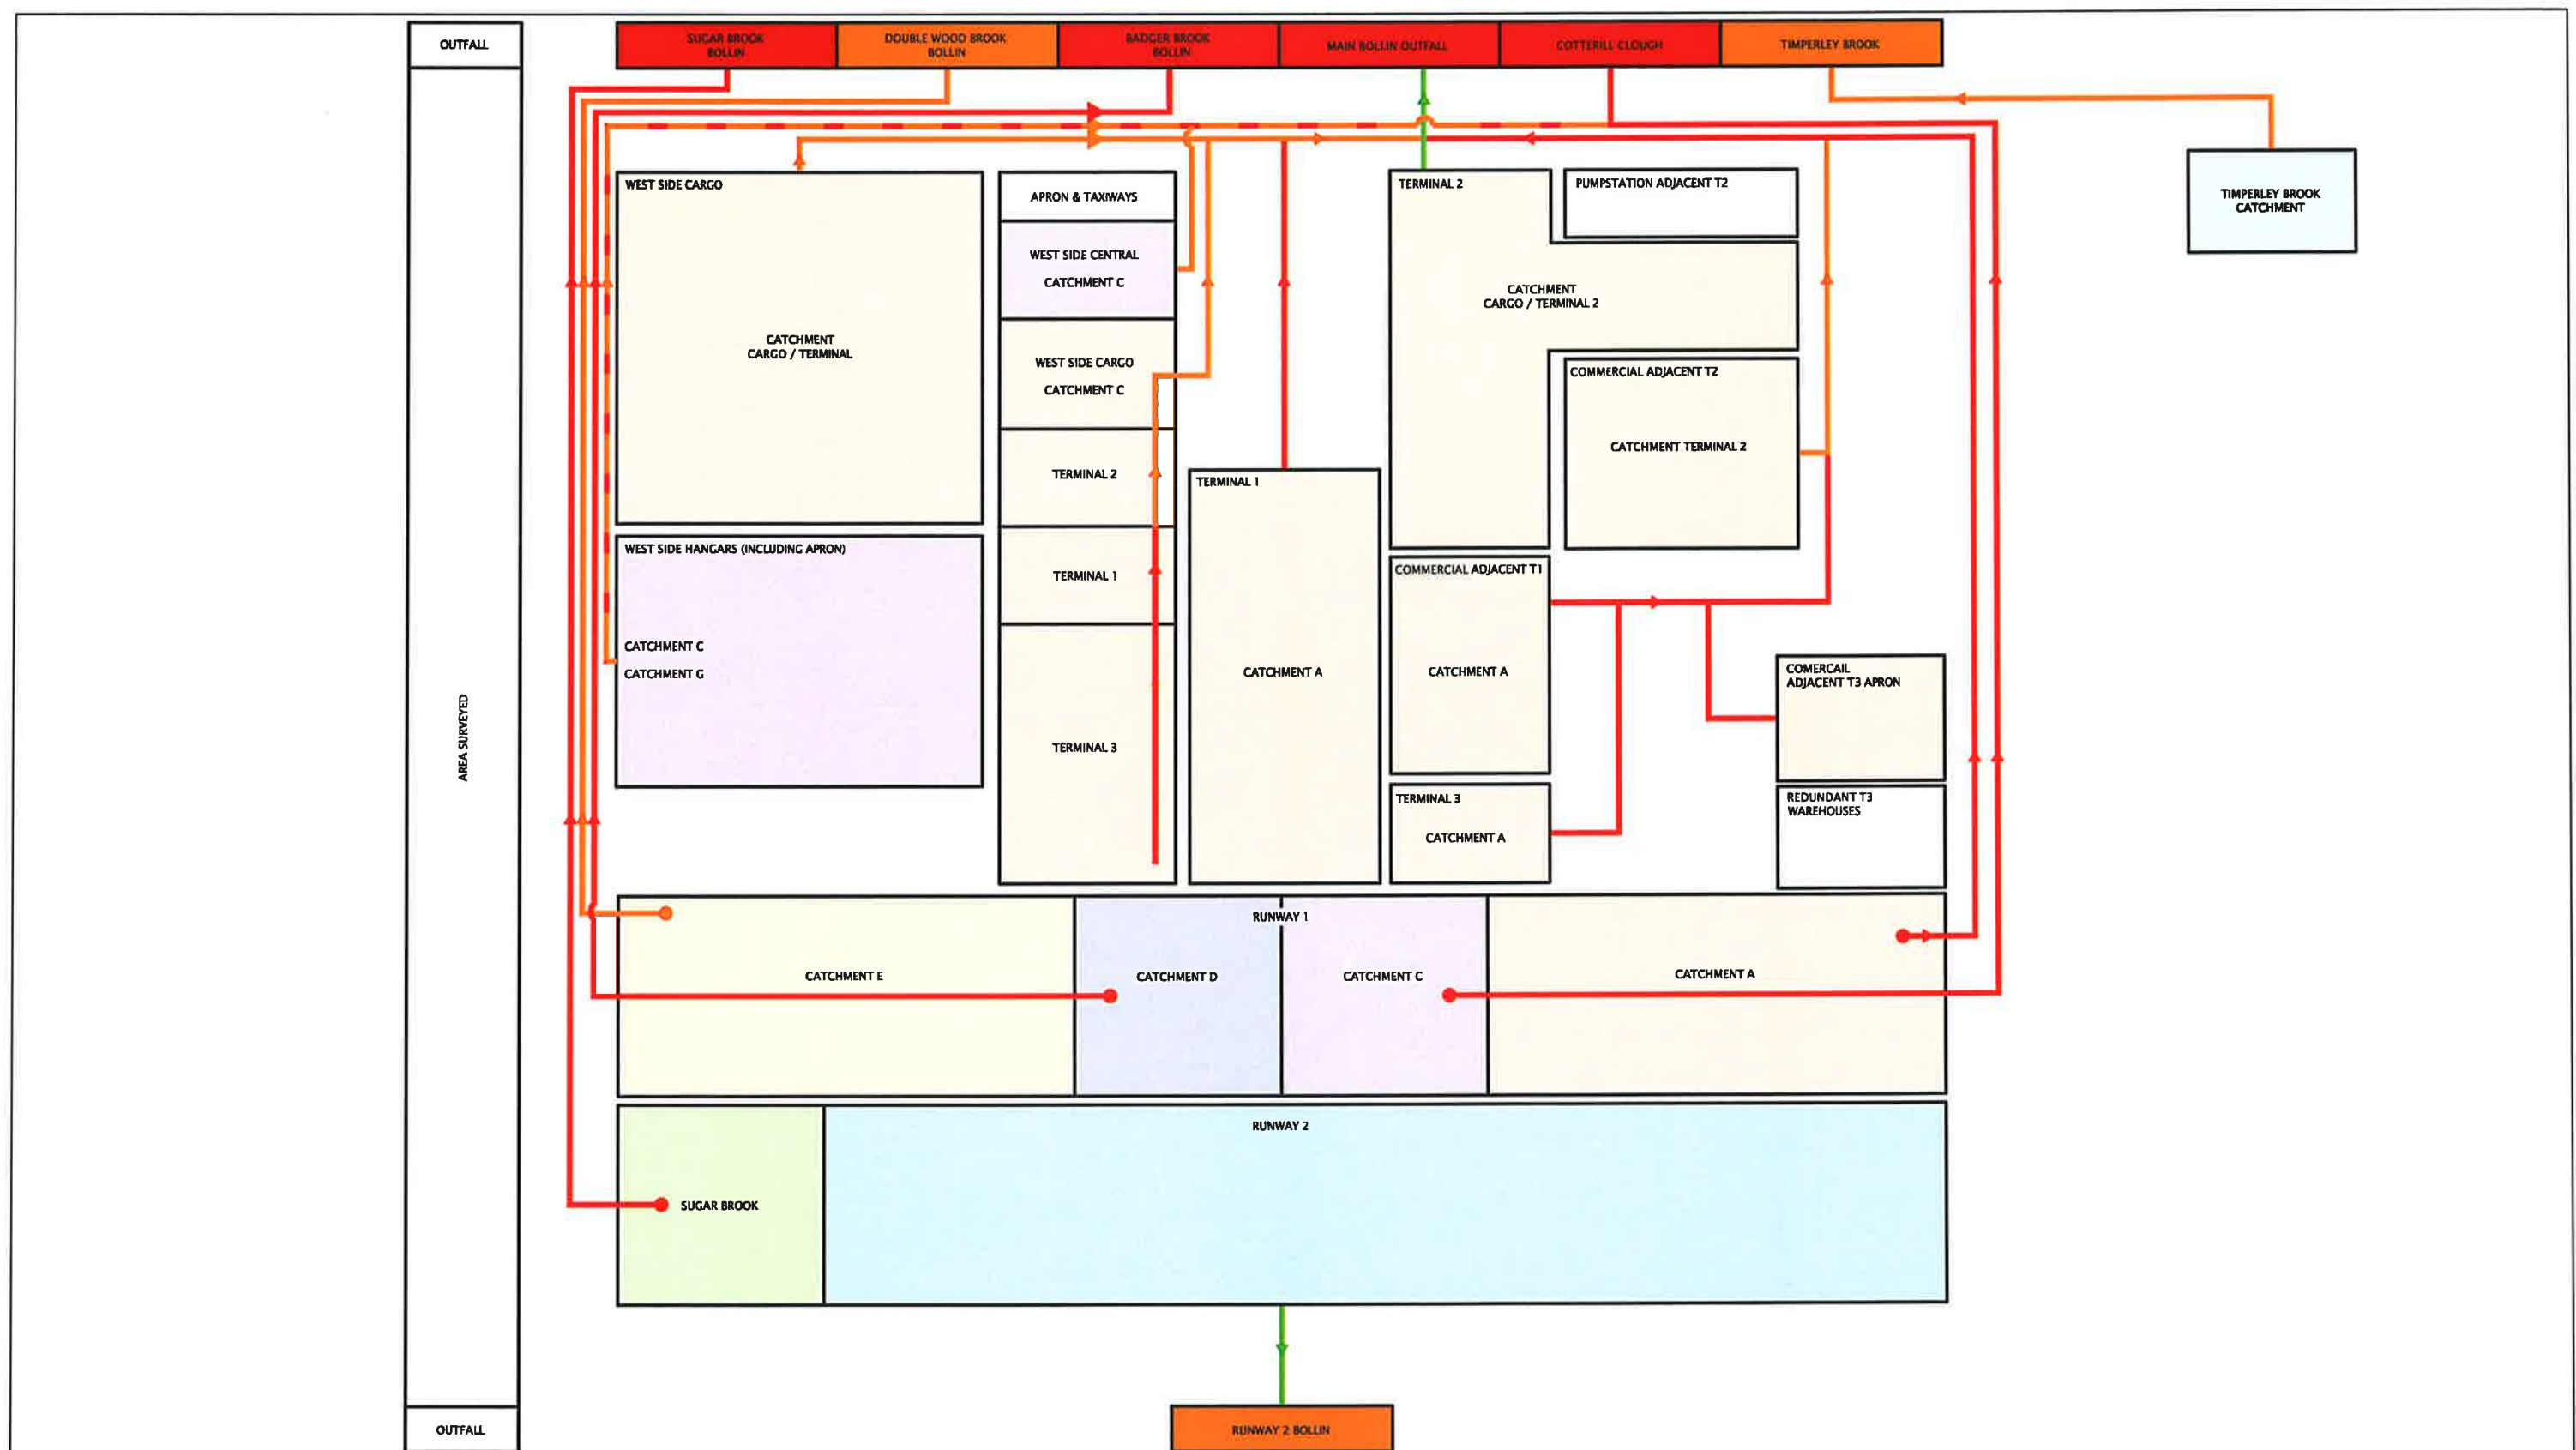 OUTFALL
SUGAR BROOK
BOLLIN
DOUBLE WOOD BROOK
BOLLIN
BADGER BROOK
BOLLIN
MAIN BOLLIN OUTFALL
COTTERILL CLOUGH
TIMPERLEY BROOK
TIMPERLEY BROOK
CATCHMENT
WEST SIDE CARGO
CATCHMENT
CARGO / TERMINAL
APRON & TAXIWAYS
WEST SIDE CENTRAL
CATCHMENT C
WEST SIDE CARGO
CATCHMENT C
TERMINAL 2
TERMINAL 1
TERMINAL 3
TERMINAL 2
PUMPSTATION ADJACENT T2
CATCHMENT
CARGO / TERMINAL 2
COMMERCIAL ADJACENT T2
CATCHMENT TERMINAL 2
WEST SIDE HANGARS (INCLUDING APRON)
CATCHMENT C
CATCHMENT G
TERMINAL 1
CATCHMENT A
COMMERCIAL ADJACENT T1
CATCHMENT A
TERMINAL 3
CATCHMENT A
COMERCAIL
ADJACENT T3 APRON
REDUNDANT T3
WAREHOUSES
AREA SURVEYED
RUNWAY 1
CATCHMENT E
CATCHMENT D
CATCHMENT C
CATCHMENT A
RUNWAY 2
SUGAR BROOK
OUTFALL
RUNWAY 2 BOLLIN